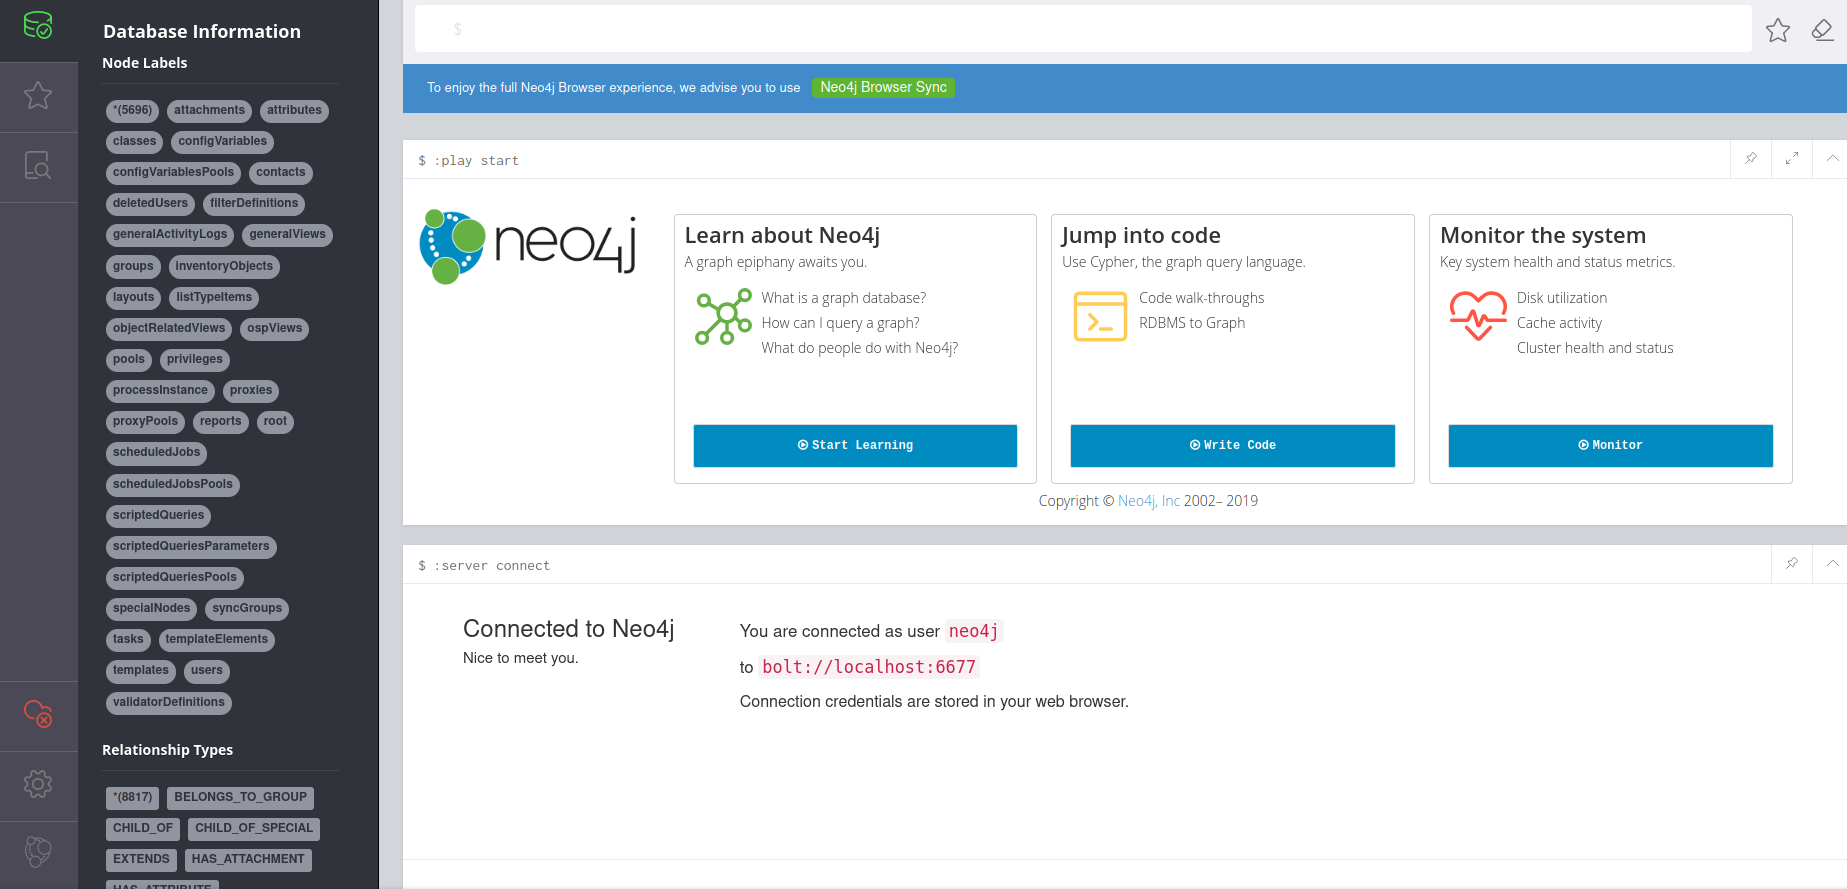 Database Information
Node Labels
*(5696) attachments attributes
classes configVariables
configVariablesPools contacts
deletedUsers filterDefinitions
generalActivityLogs generalViews
groups inventoryObjects
layouts listTypeItems
objectRelatedViews ospViews
pools privileges
processInstance proxies
proxyPools reports root
scheduledJobs
scheduledJobsPools
scriptedQueries
scriptedQueriesParameters
scriptedQueriesPools
specialNodes syncGroups
tasks templateElements
templates users
validatorDefinitions
Relationship Types
*(8817) BELONGS_TO_GROUP
CHILD_OF CHILD_OF_SPECIAL
EXTENDS HAS_ATTACHMENT
HAS_ATTRIBUTE
$
To enjoy the full Neo4j Browser experience, we advise you to use Neo4j Browser Sync
$ :play start
neo4j
Learn about Neo4j
A graph epiphany awaits you.
What is a graph database?
How can I query a graph?
What do people do with Neo4j?
Start Learning
Jump into code
Use Cypher, the graph query language.
Code walk-throughs
RDBMS to Graph
Write Code
Monitor the system
Key system health and status metrics.
Disk utilization
Cache activity
Cluster health and status
Monitor
Copyright © Neo4j, Inc 2002– 2019
$ :server connect
Connected to Neo4j
Nice to meet you.
You are connected as user neo4j
to bolt://localhost:6677
Connection credentials are stored in your web browser.